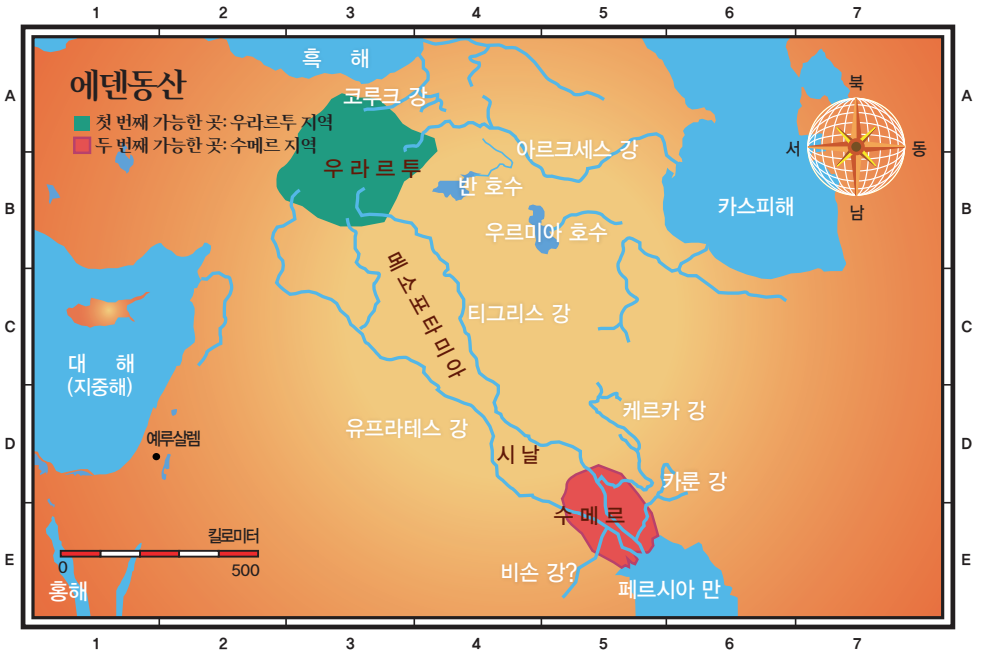 1 2 3 4 5 6 7
흑 해
에덴동산
A A
코루크 강
북
첫 번째 가능한 곳: 우라르투 지역
두 번째 가능한 곳: 수메르 지역
아르크세스 강
서 동
우 라 르 투
반 호수
B B
카스피해
남
우르미아 호수
메소포타미아
티그리스 강
C C
대 해
(지중해)
케르카 강
유프라테스 강
예루살렘
D D
시 날
카룬 강
수 메 르
킬로미터
0 500
E E
비손 강?
홍해
페르시아 만
1 2 3 4 5 6 7